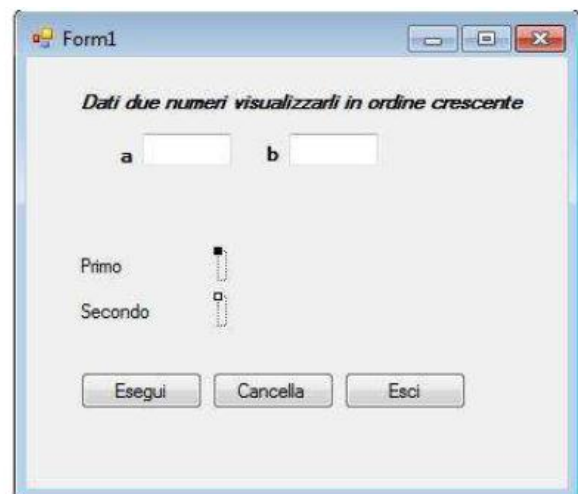 Form1
Dati due numeri visualizzarli in ordine crescente
a b
Primo
Secondo
Esegui Cancella Esci